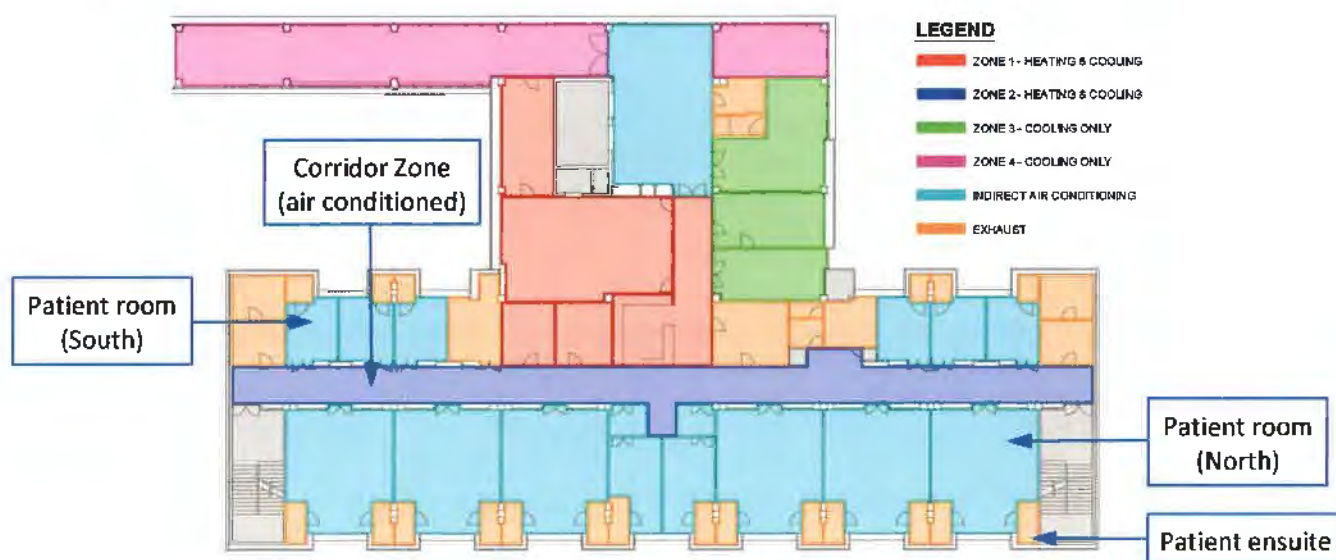 LEGEND
ZONE 1 - HEATING & COOLING
ZONE 2 - HEATING & COOLING
ZONE 3 - COOLING ONLY
ZONE 4 - COOLING ONLY
INDIRECT AIR CONDITIONING
EXHAUST
Corridor Zone
(air conditioned)
Patient room
(South)
Patient room
(North)
Patient ensuite